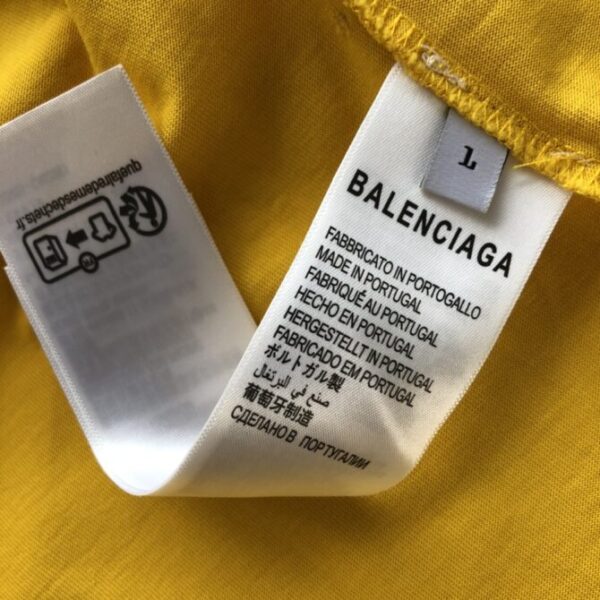 1
BALENCIAGA
FABBRICATO IN PORTOGALLO
MADE IN PORTUGAL
FABRIQUÉ AU PORTUGAL
HECHO EN PORTUGAL
HERGESTELLT IN PORTUGAL
FABRICADO EM PORTUGAL
ポルトガル製
صنع في البرتغال
葡萄牙制造
СДЕЛАНО В ПОРТУГАЛИИ
quefairedemesdechets.fr